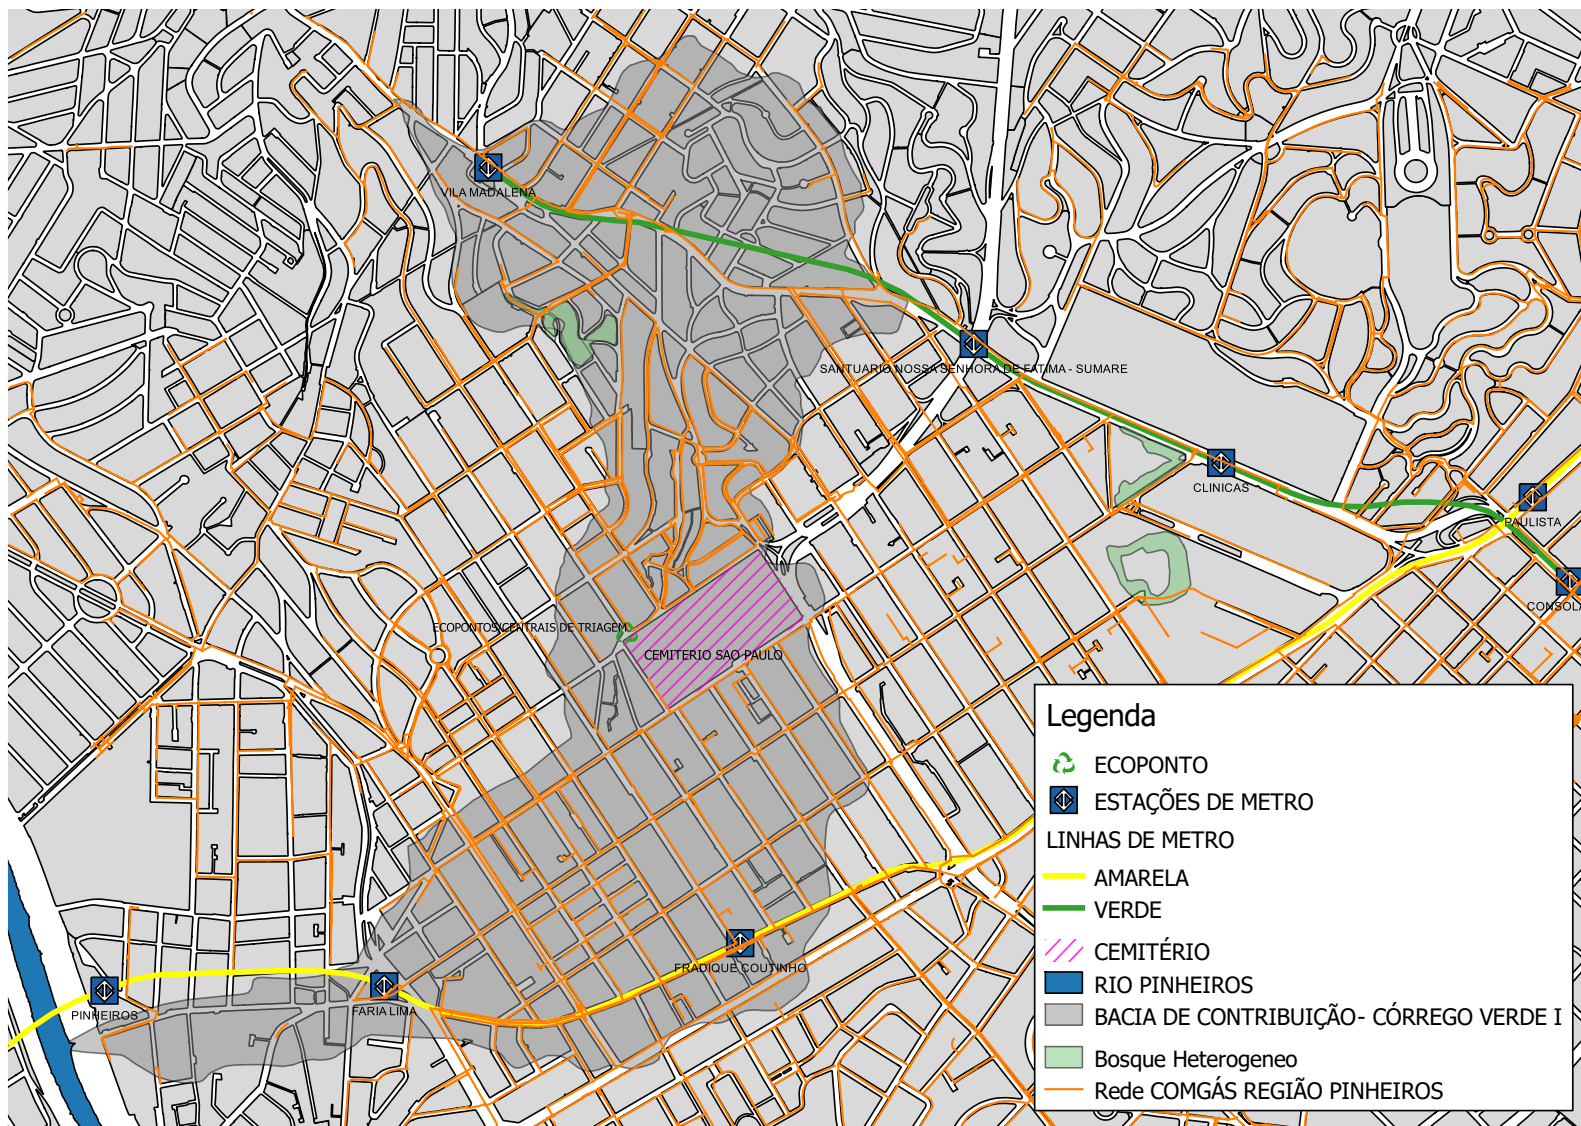 VILA MADALENA
SANTUARIO NOSSA SENHORA DE FATIMA - SUMARE
CLINICAS
PAULISTA
CONSOL
ECOPONTOS/CENTRAIS DE TRIAGEM
CEMITERIO SAO PAULO
FRADIQUE COUTINHO
PINHEIROS
FARIA LIMA
Legenda
ECOPONTO
ESTAÇÕES DE METRO
LINHAS DE METRO
AMARELA
VERDE
CEMITÉRIO
RIO PINHEIROS
BACIA DE CONTRIBUIÇÃO- CÓRREGO VERDE I
Bosque Heterogeneo
Rede COMGÁS REGIÃO PINHEIROS